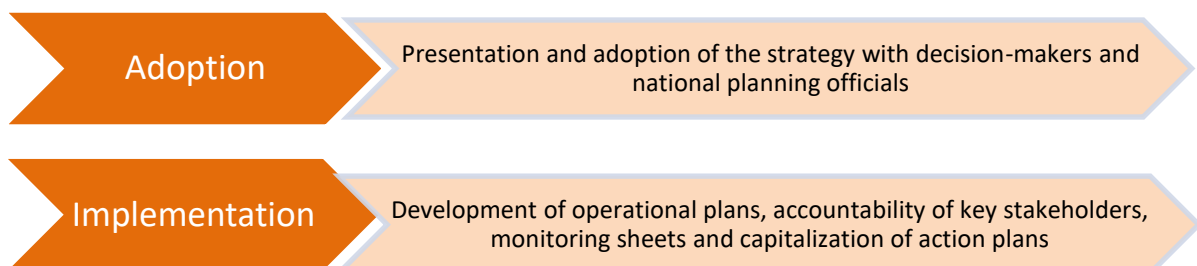 Adoption
Presentation and adoption of the strategy with decision-makers and
national planning officials
Implementation
Development of operational plans, accountability of key stakeholders,
monitoring sheets and capitalization of action plans